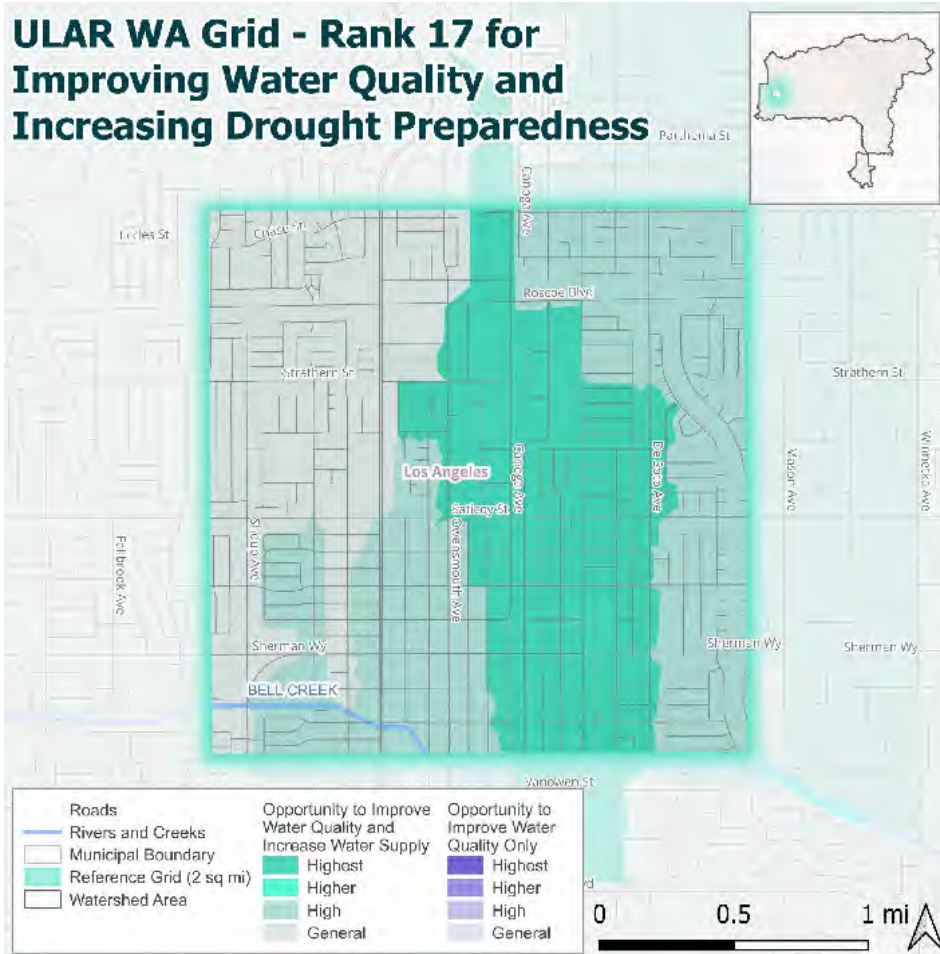 ULAR WA Grid - Rank 17 for
Improving Water Quality and
Increasing Drought Preparedness
Parthenia St
Canoga Ave
Eccles St
Chase St
Roscoe Blvd
Strathern St
Strathern St
Los Angeles
Canoga Ave
De Soto Ave
Mason Ave
Winnetka Ave
Saticoy St
Owensmouth Ave
Shoup Ave
Fallbrook Ave
Sherman Wy
Sherman Wy
Sherman Wy
BELL CREEK
Vanowen St
Roads
Rivers and Creeks
Municipal Boundary
Reference Grid (2 sq mi)
Watershed Area
Opportunity to Improve
Water Quality and
Increase Water Supply
Highest
Higher
High
General
Opportunity to
Improve Water
Quality Only
Highest
Higher
High
General
0 0.5 1 mi